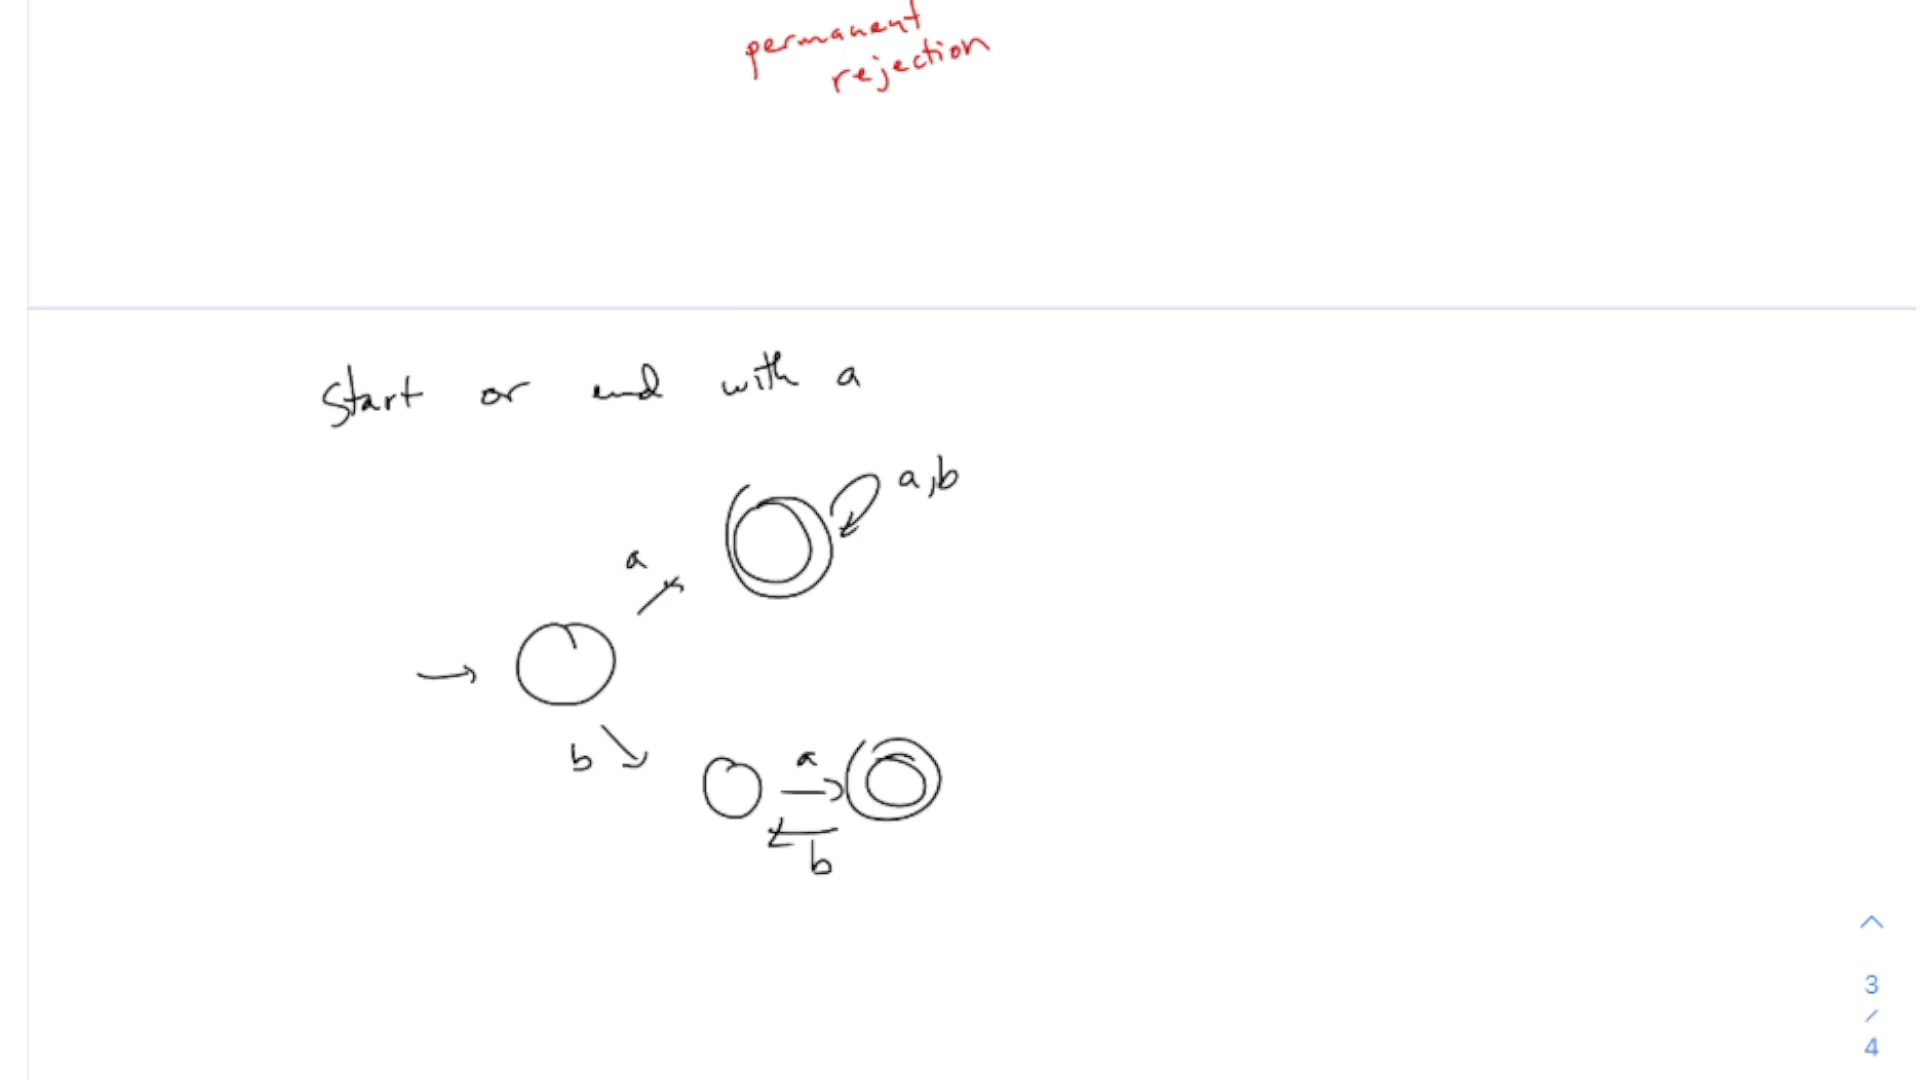 permanent
rejection
Start or end with a
a,b
a
b
a
b
3
/
4